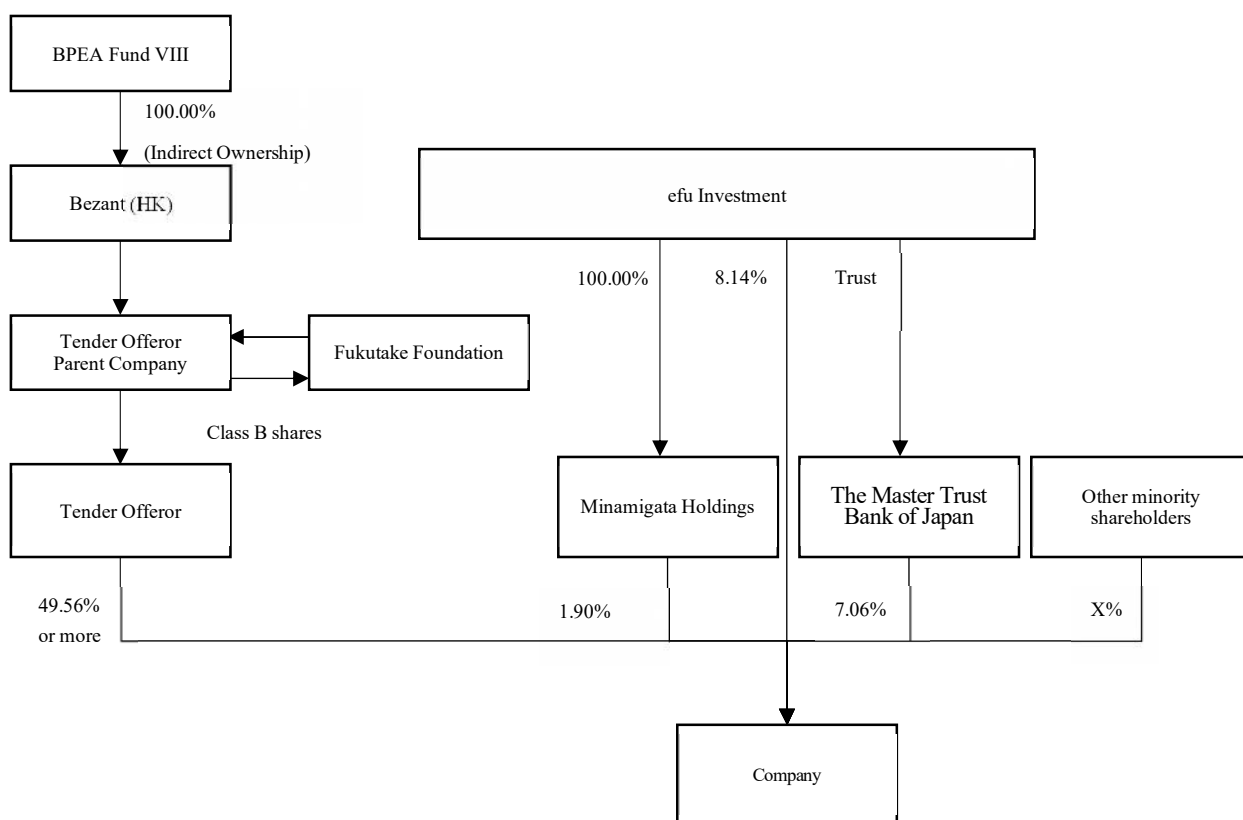 BPEA Fund VIII
100.00%
(Indirect Ownership)
Bezant (HK)
efu Investment
100.00%
8.14%
Trust
Tender Offeror
Parent Company
Fukutake Foundation
Class B shares
Tender Offeror
Minamigata Holdings
The Master Trust
Bank of Japan
Other minority
shareholders
49.56%
or more
1.90%
7.06%
X%
Company